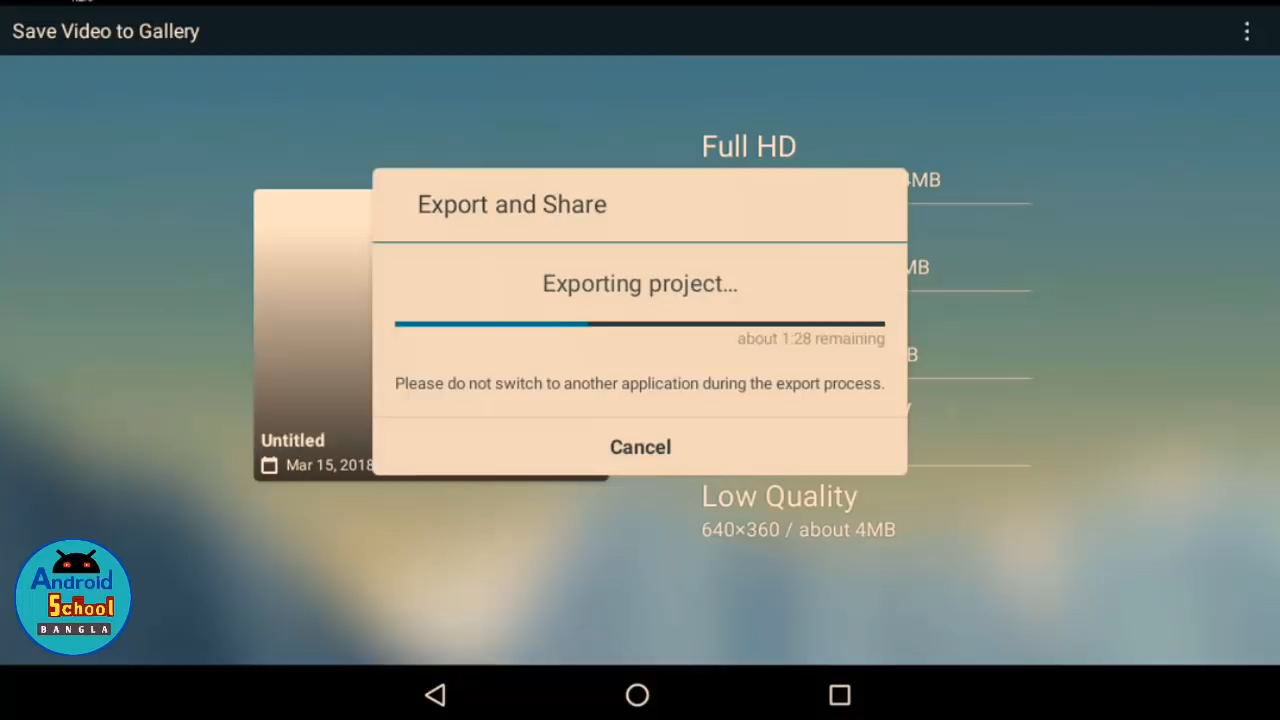 Save Video to Gallery
Full HD
MB
Export and Share
MB
Exporting project...
about 1:28 remaining
Please do not switch to another application during the export process.
Cancel
Untitled
Mar 15, 2018
Low Quality
640×360 / about 4MB
Android
School
BANGLA